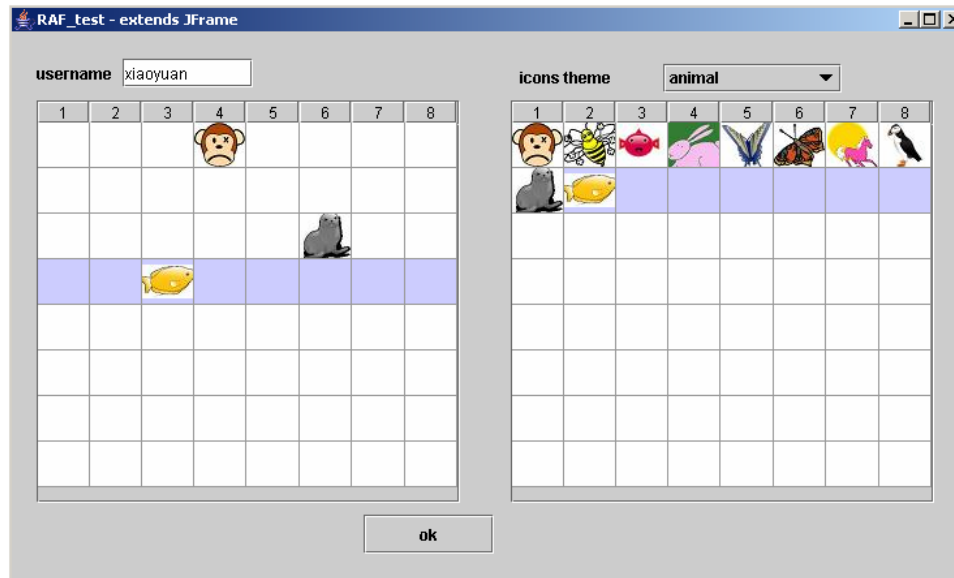 RAF_test - extends JFrame
username xiaoyuan
icons theme animal
1 2 3 4 5 6 7 8
1 2 3 4 5 6 7 8
ok